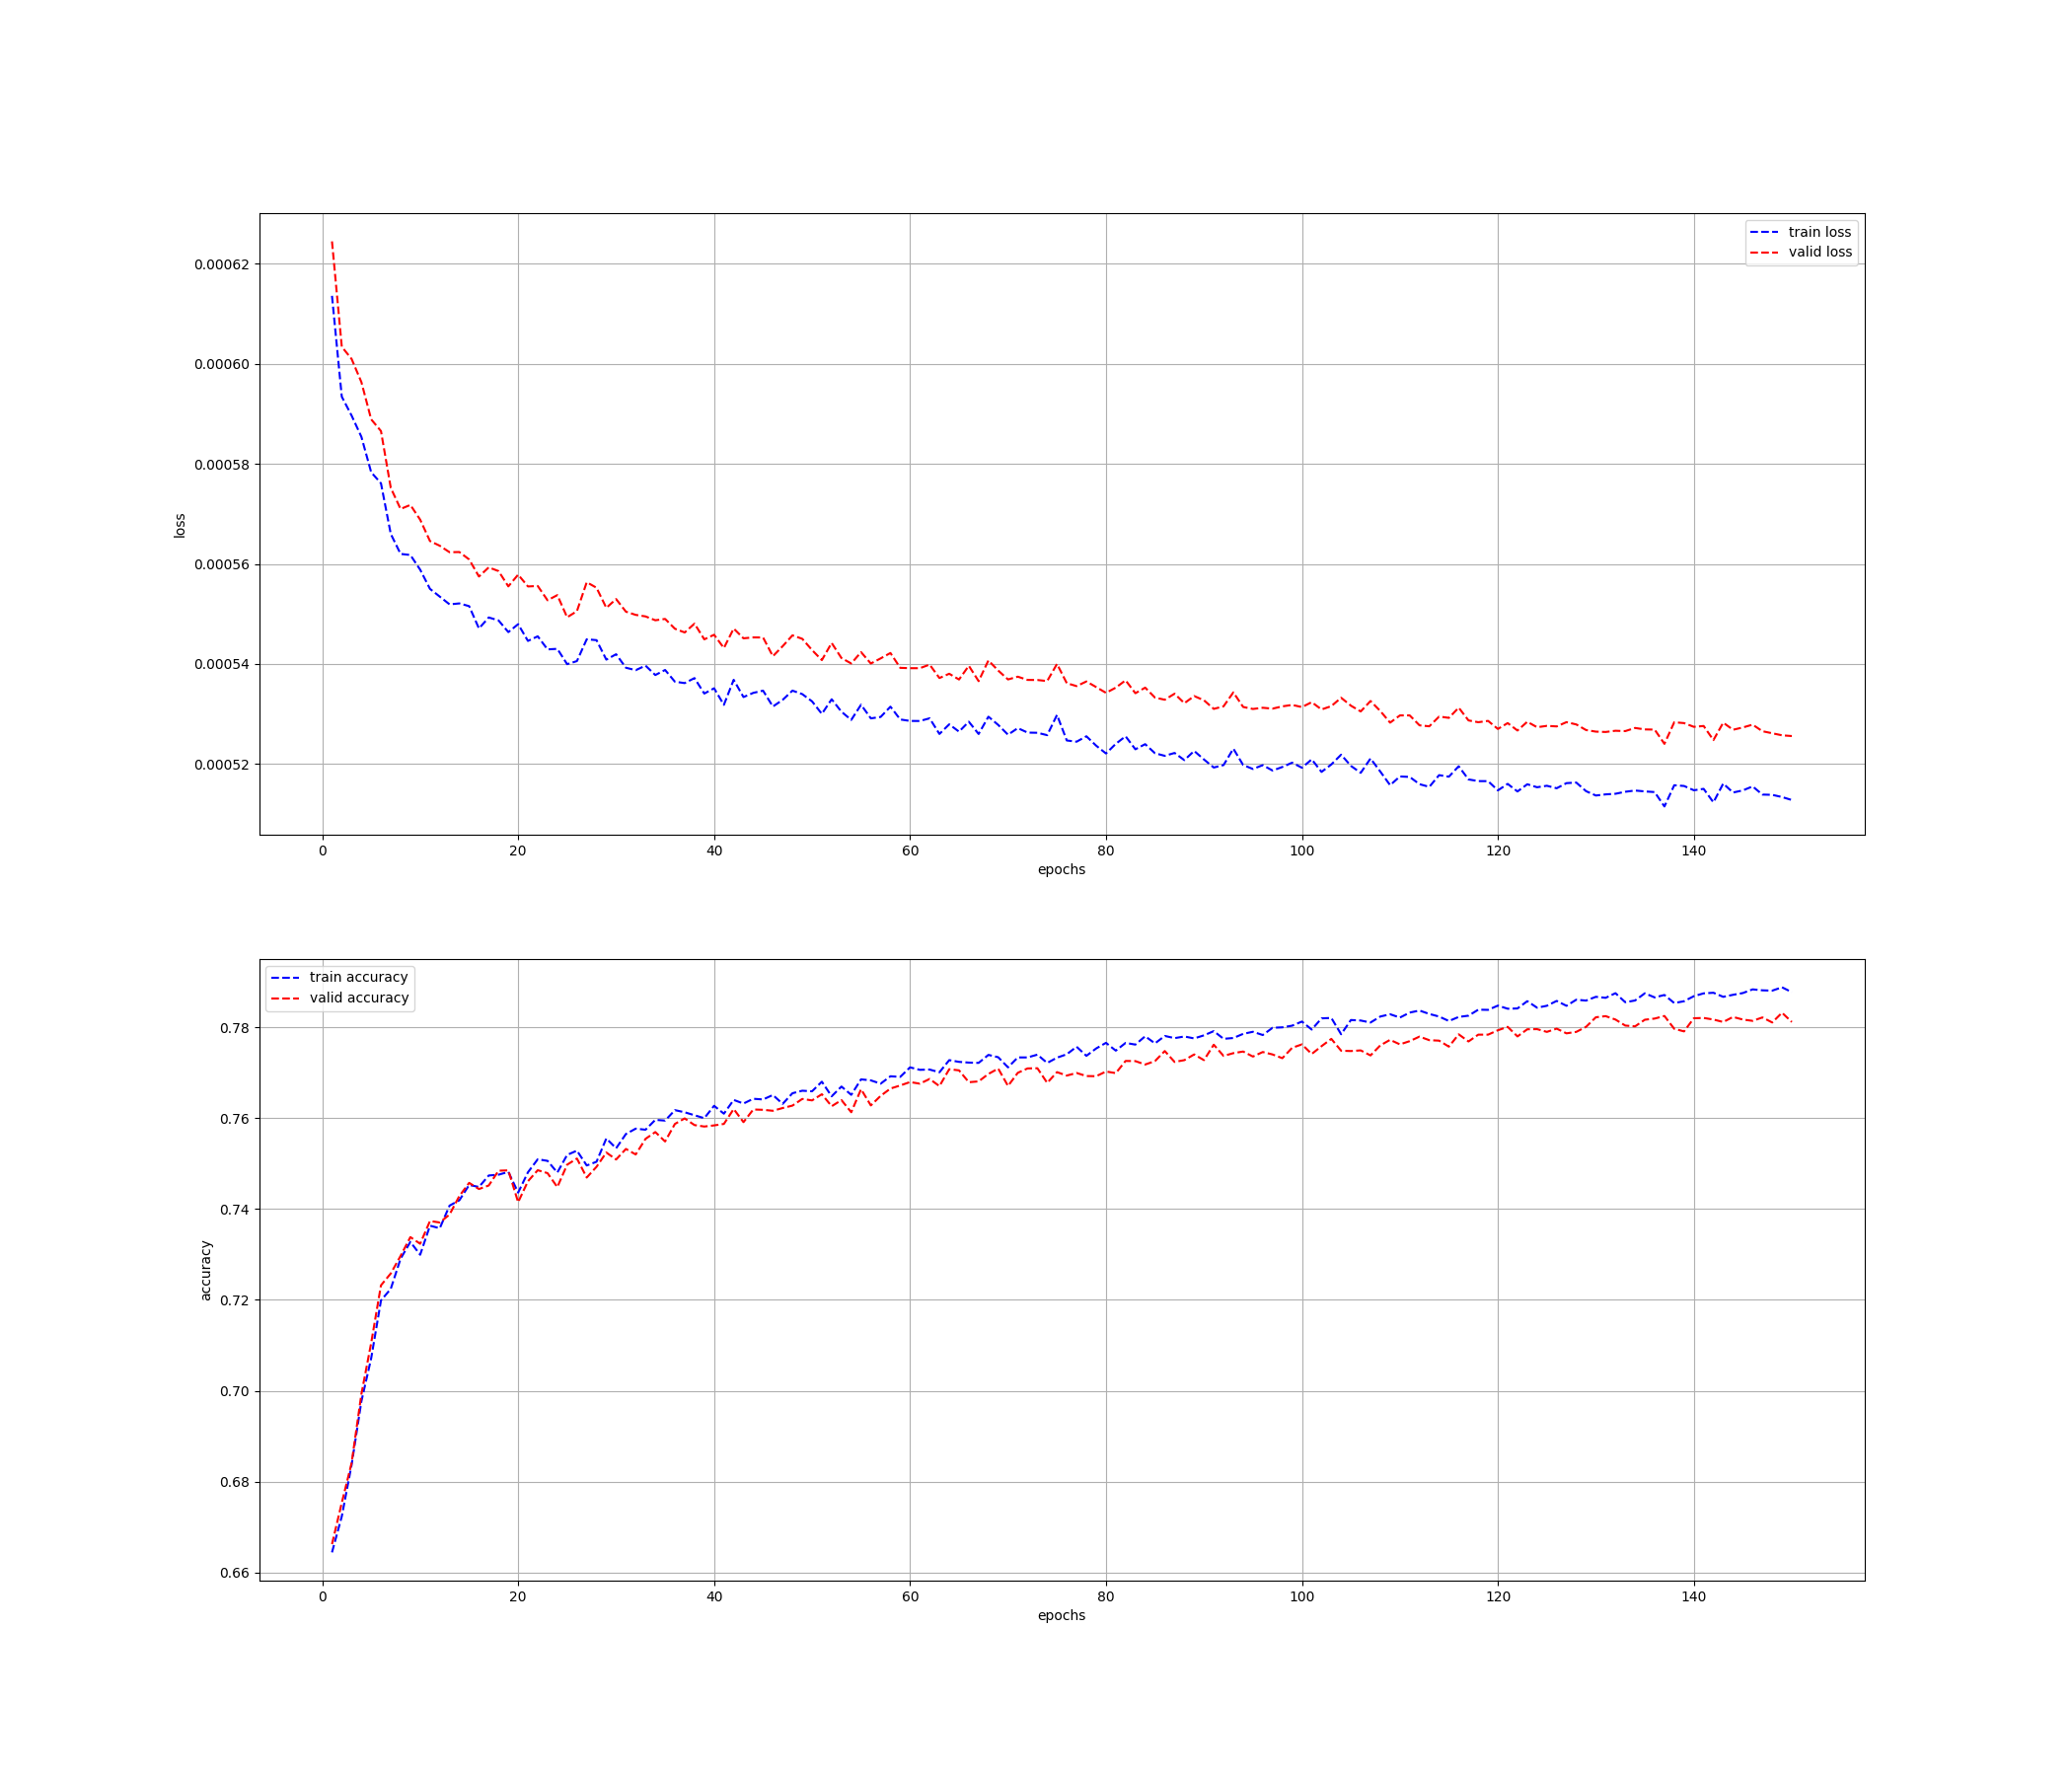 train loss
valid loss
0.00062
0.00060
0.00058
0.00056
0.00054
0.00052
loss
0 20 40 60 80 100 120 140
epochs
train accuracy
valid accuracy
0.78
0.76
0.74
0.72
0.70
0.68
0.66
accuracy
0 20 40 60 80 100 120 140
epochs